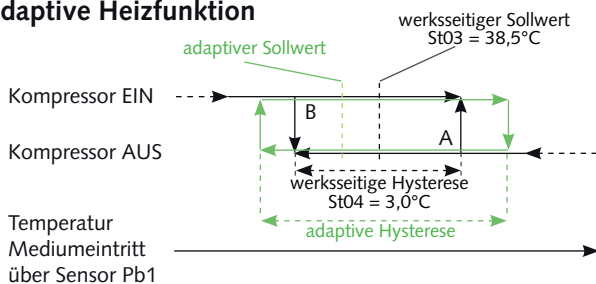 daptive Heizfunktion
werksseitiger Sollwert
St03 = 38,5°C
adaptiver Sollwert
Kompressor EIN
B
A
Kompressor AUS
werksseitige Hysterese
St04 = 3,0°C
adaptive Hysterese
Temperatur
Mediumeintritt
über Sensor Pb1